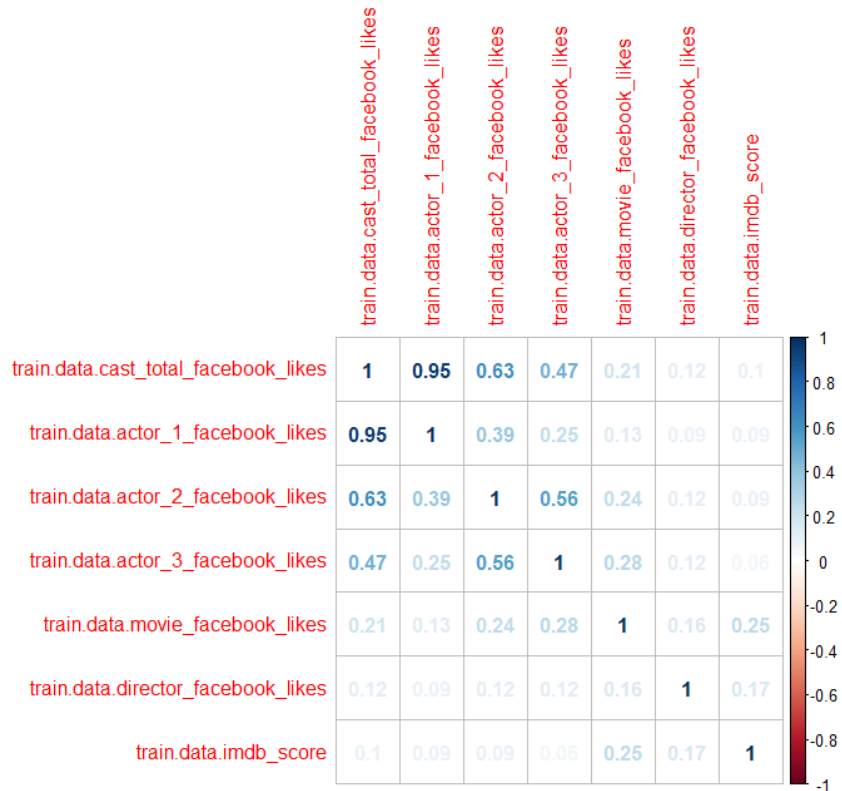 train.data.cast_total_facebook_likes
train.data.actor_1_facebook_likes
train.data.actor_2_facebook_likes
train.data.actor_3_facebook_likes
train.data.movie_facebook_likes
train.data.director_facebook_likes
train.data.imdb_score
train.data.cast_total_facebook_likes 1 0.95 0.63 0.47 0.21 0.12 0.1
train.data.actor_1_facebook_likes 0.95 1 0.39 0.25 0.13 0.09 0.09
train.data.actor_2_facebook_likes 0.63 0.39 1 0.56 0.24 0.12 0.09
train.data.actor_3_facebook_likes 0.47 0.25 0.56 1 0.28 0.12 0.06
train.data.movie_facebook_likes 0.21 0.13 0.24 0.28 1 0.16 0.25
train.data.director_facebook_likes 0.12 0.09 0.12 0.12 0.16 1 0.17
train.data.imdb_score 0.1 0.09 0.09 0.06 0.25 0.17 1
1
0.8
0.6
0.4
0.2
0
-0.2
-0.4
-0.6
-0.8
-1